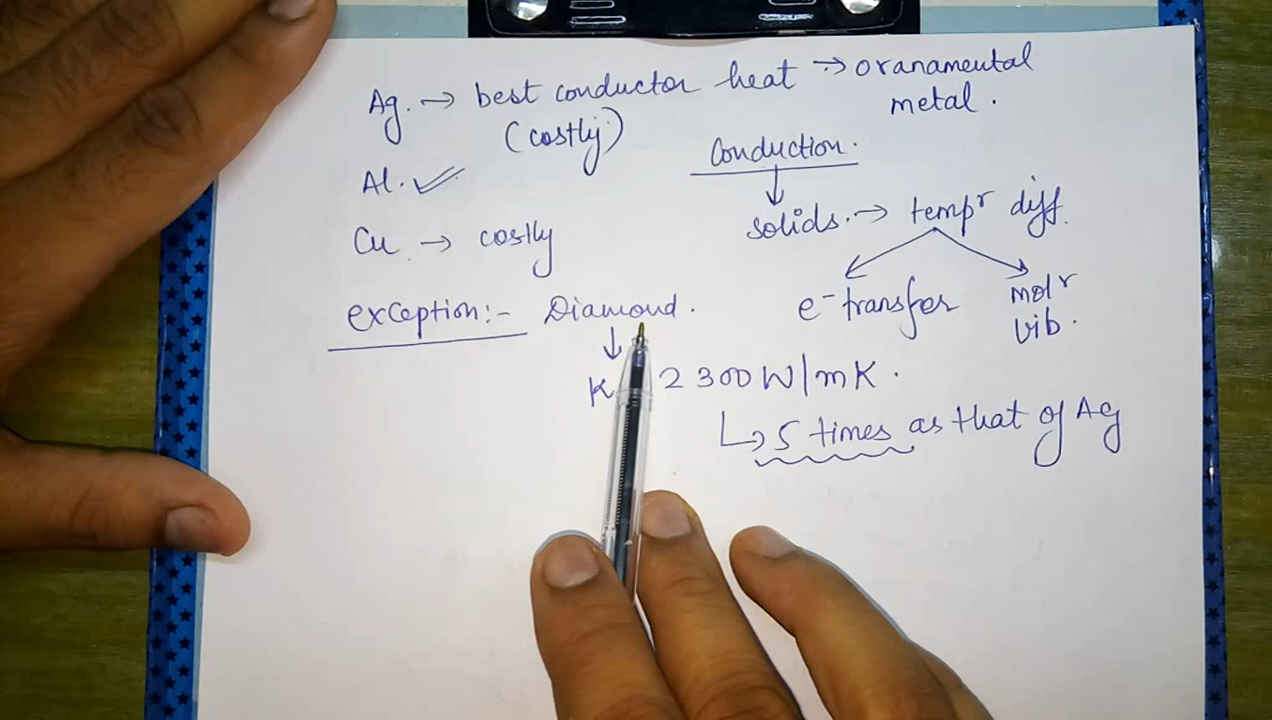 Ag. → best conductor heat → oranamental
metal.
(costly)
Conduction.
Al. ✓
solids. → tempr diff.
Cu → costly
e- transfer
molr
vib.
exception:- Diamond.
K 2300 W/mK.
↳ 5 times as that of Ag